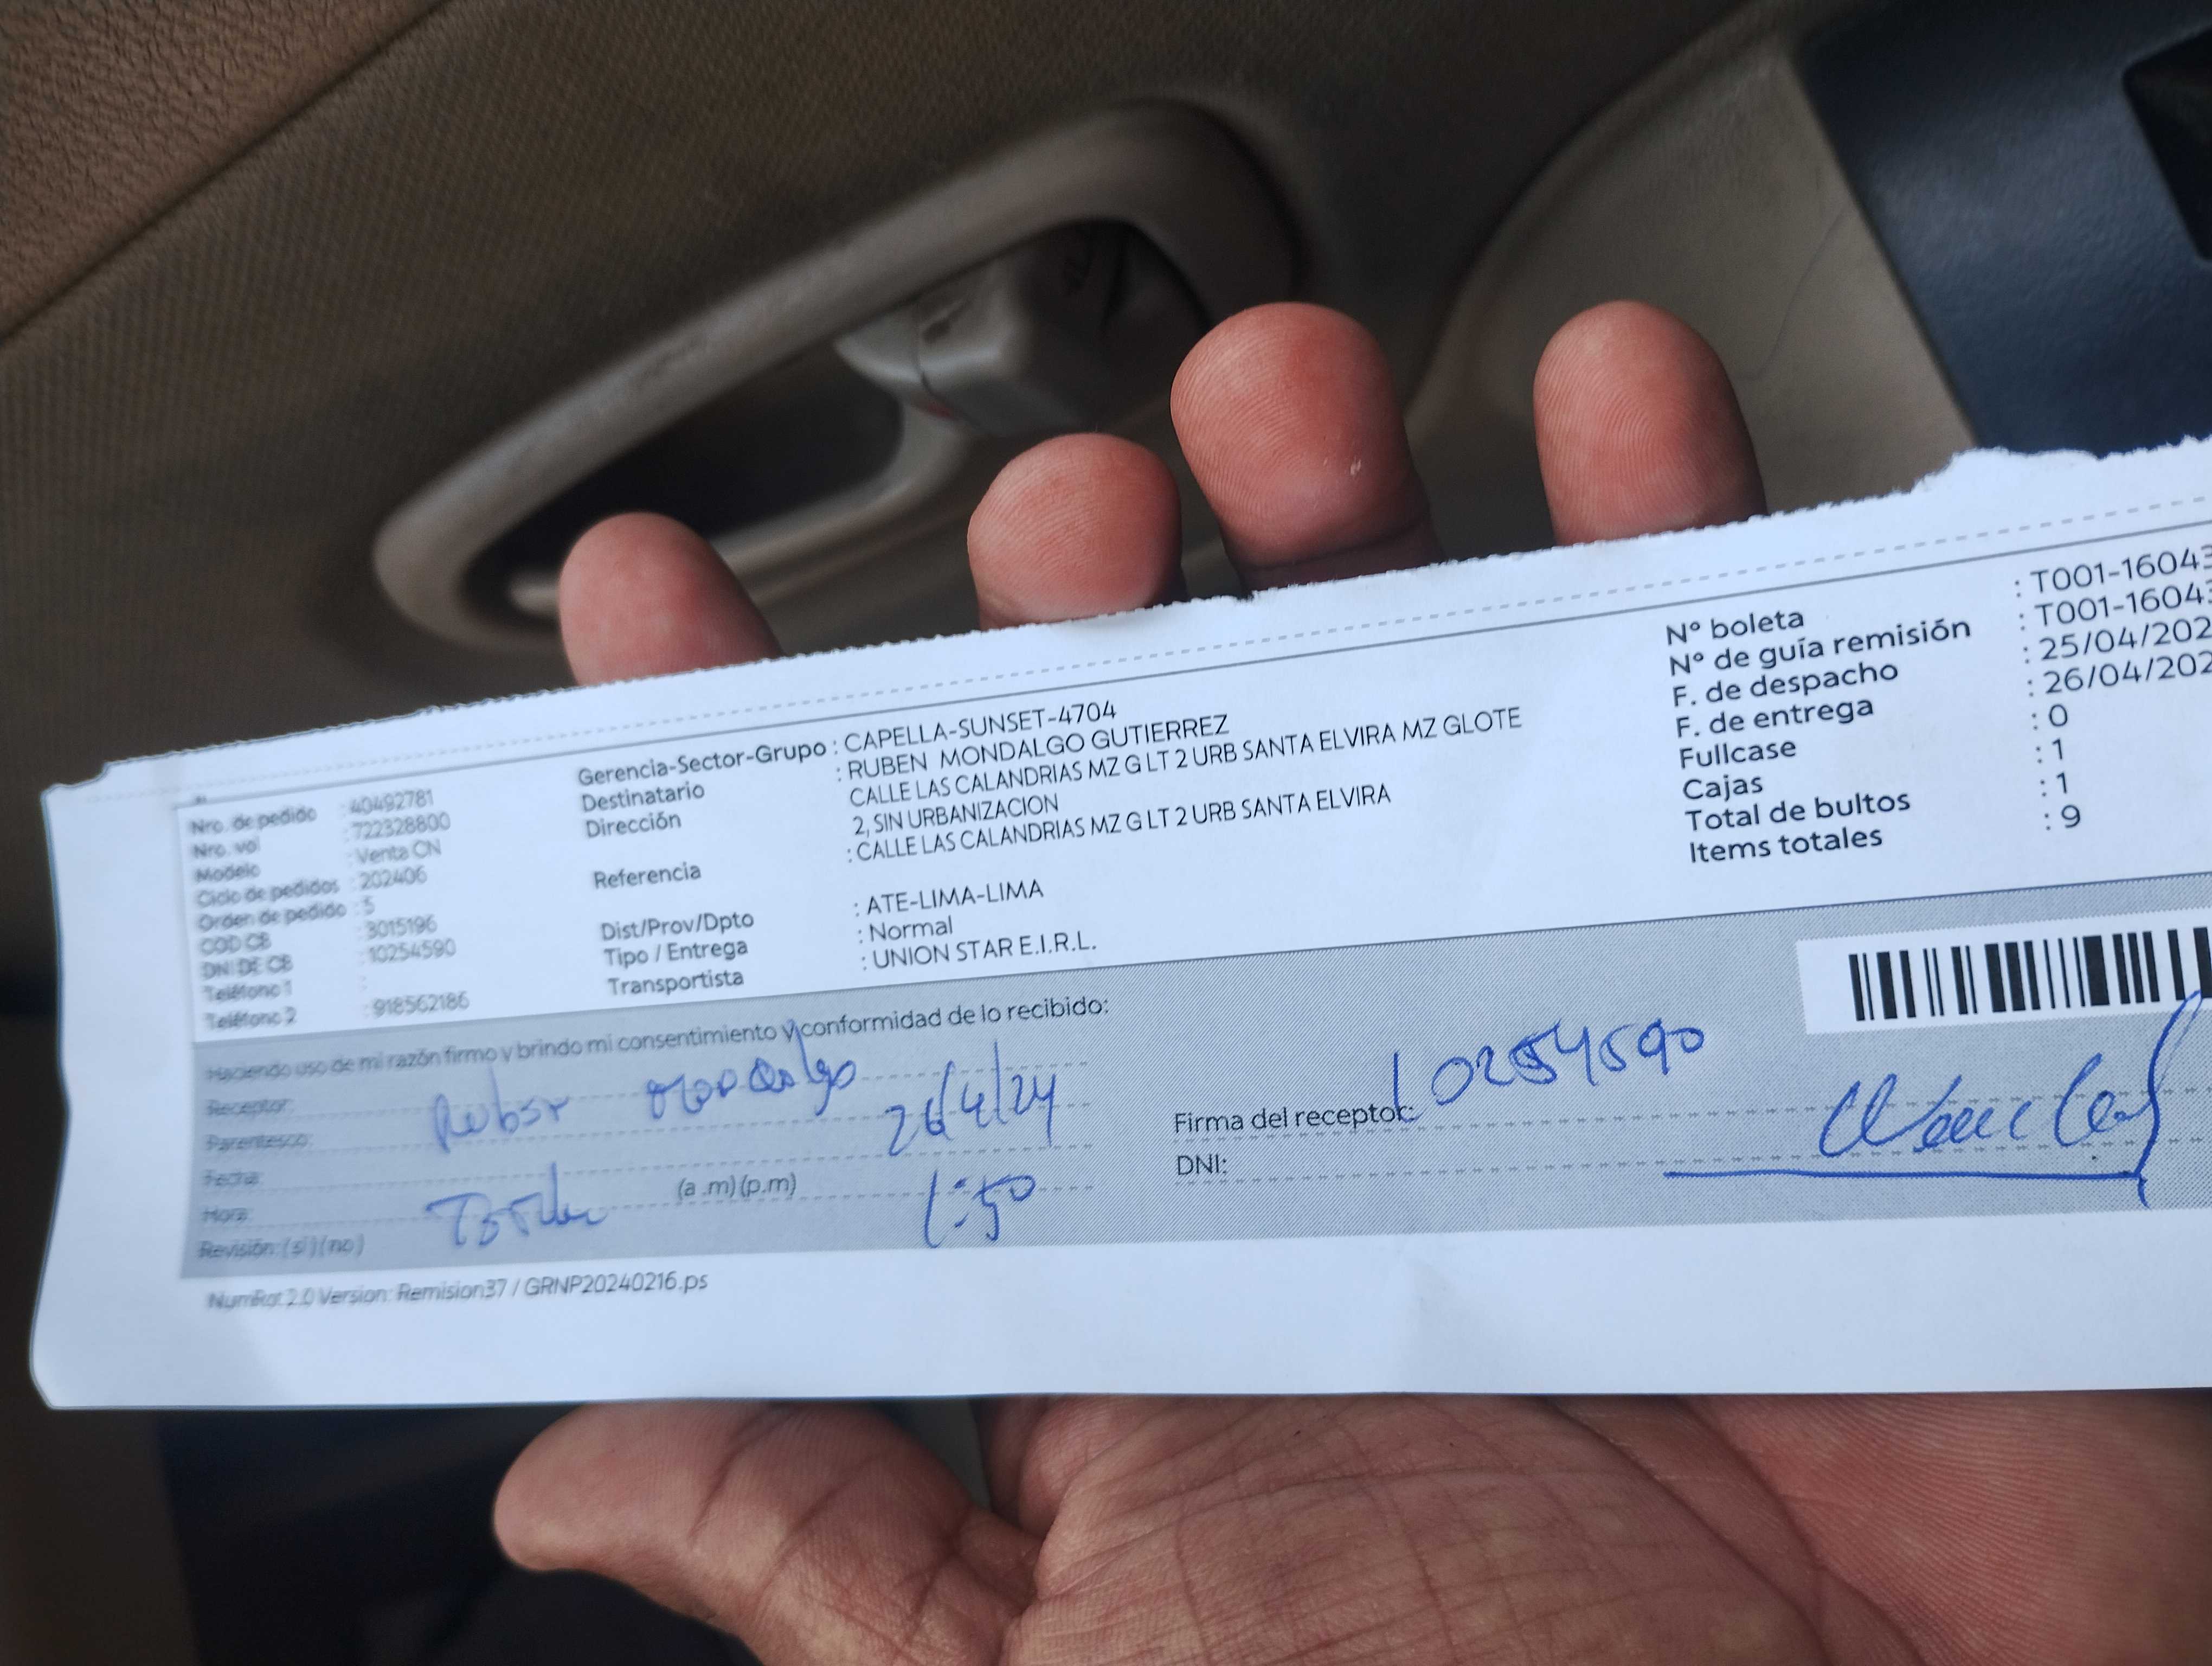 Nro. de pedido : 40492781
Nro. vol : 722328800
Modelo : Venta CN
Ciclo de pedidos : 202406
Orden de pedido : 5
COD CB : 3015196
DNI DE CB : 10254590
Teléfono 1 :
Teléfono 2 : 918562186
Gerencia-Sector-Grupo : CAPELLA-SUNSET-4704
Destinatario : RUBEN MONDALGO GUTIERREZ
Dirección CALLE LAS CALANDRIAS MZ G LT 2 URB SANTA ELVIRA MZ GLOTE
2, SIN URBANIZACION
Referencia : CALLE LAS CALANDRIAS MZ G LT 2 URB SANTA ELVIRA
Dist/Prov/Dpto : ATE-LIMA-LIMA
Tipo / Entrega : Normal
Transportista : UNION STAR E.I.R.L.
N° boleta : T001-16043
N° de guía remisión : T001-16043
F. de despacho : 25/04/202
F. de entrega : 26/04/202
Fullcase : 0
Cajas : 1
Total de bultos : 1
Items totales : 9
Haciendo uso de mi razón firmo y brindo mi consentimiento y conformidad de lo recibido:
Receptor: Ruben Mondalgo
Parentesco: 26/4/24
Fecha:
Hora: (a .m) (p.m) 1:50
Revisión: (si) (no)
Firma del receptor: 10254590
DNI:
NumRot 2.0 Version: Remision37 / GRNP20240216.ps